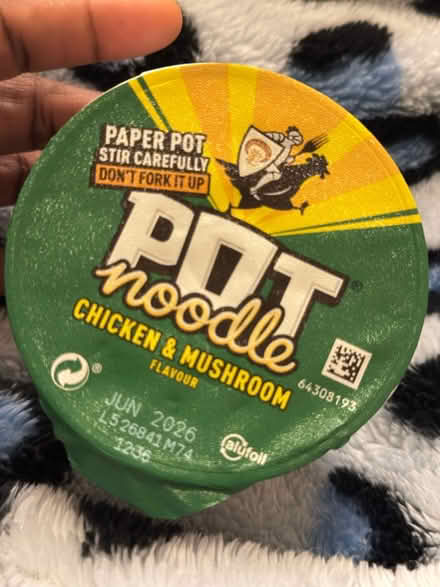 PAPER POT
STIR CAREFULLY
DON'T FORK IT UP
POT
noodle®
CHICKEN & MUSHROOM
FLAVOUR
64308193
®
JUN 2026
L526841M74
1236
alufoil